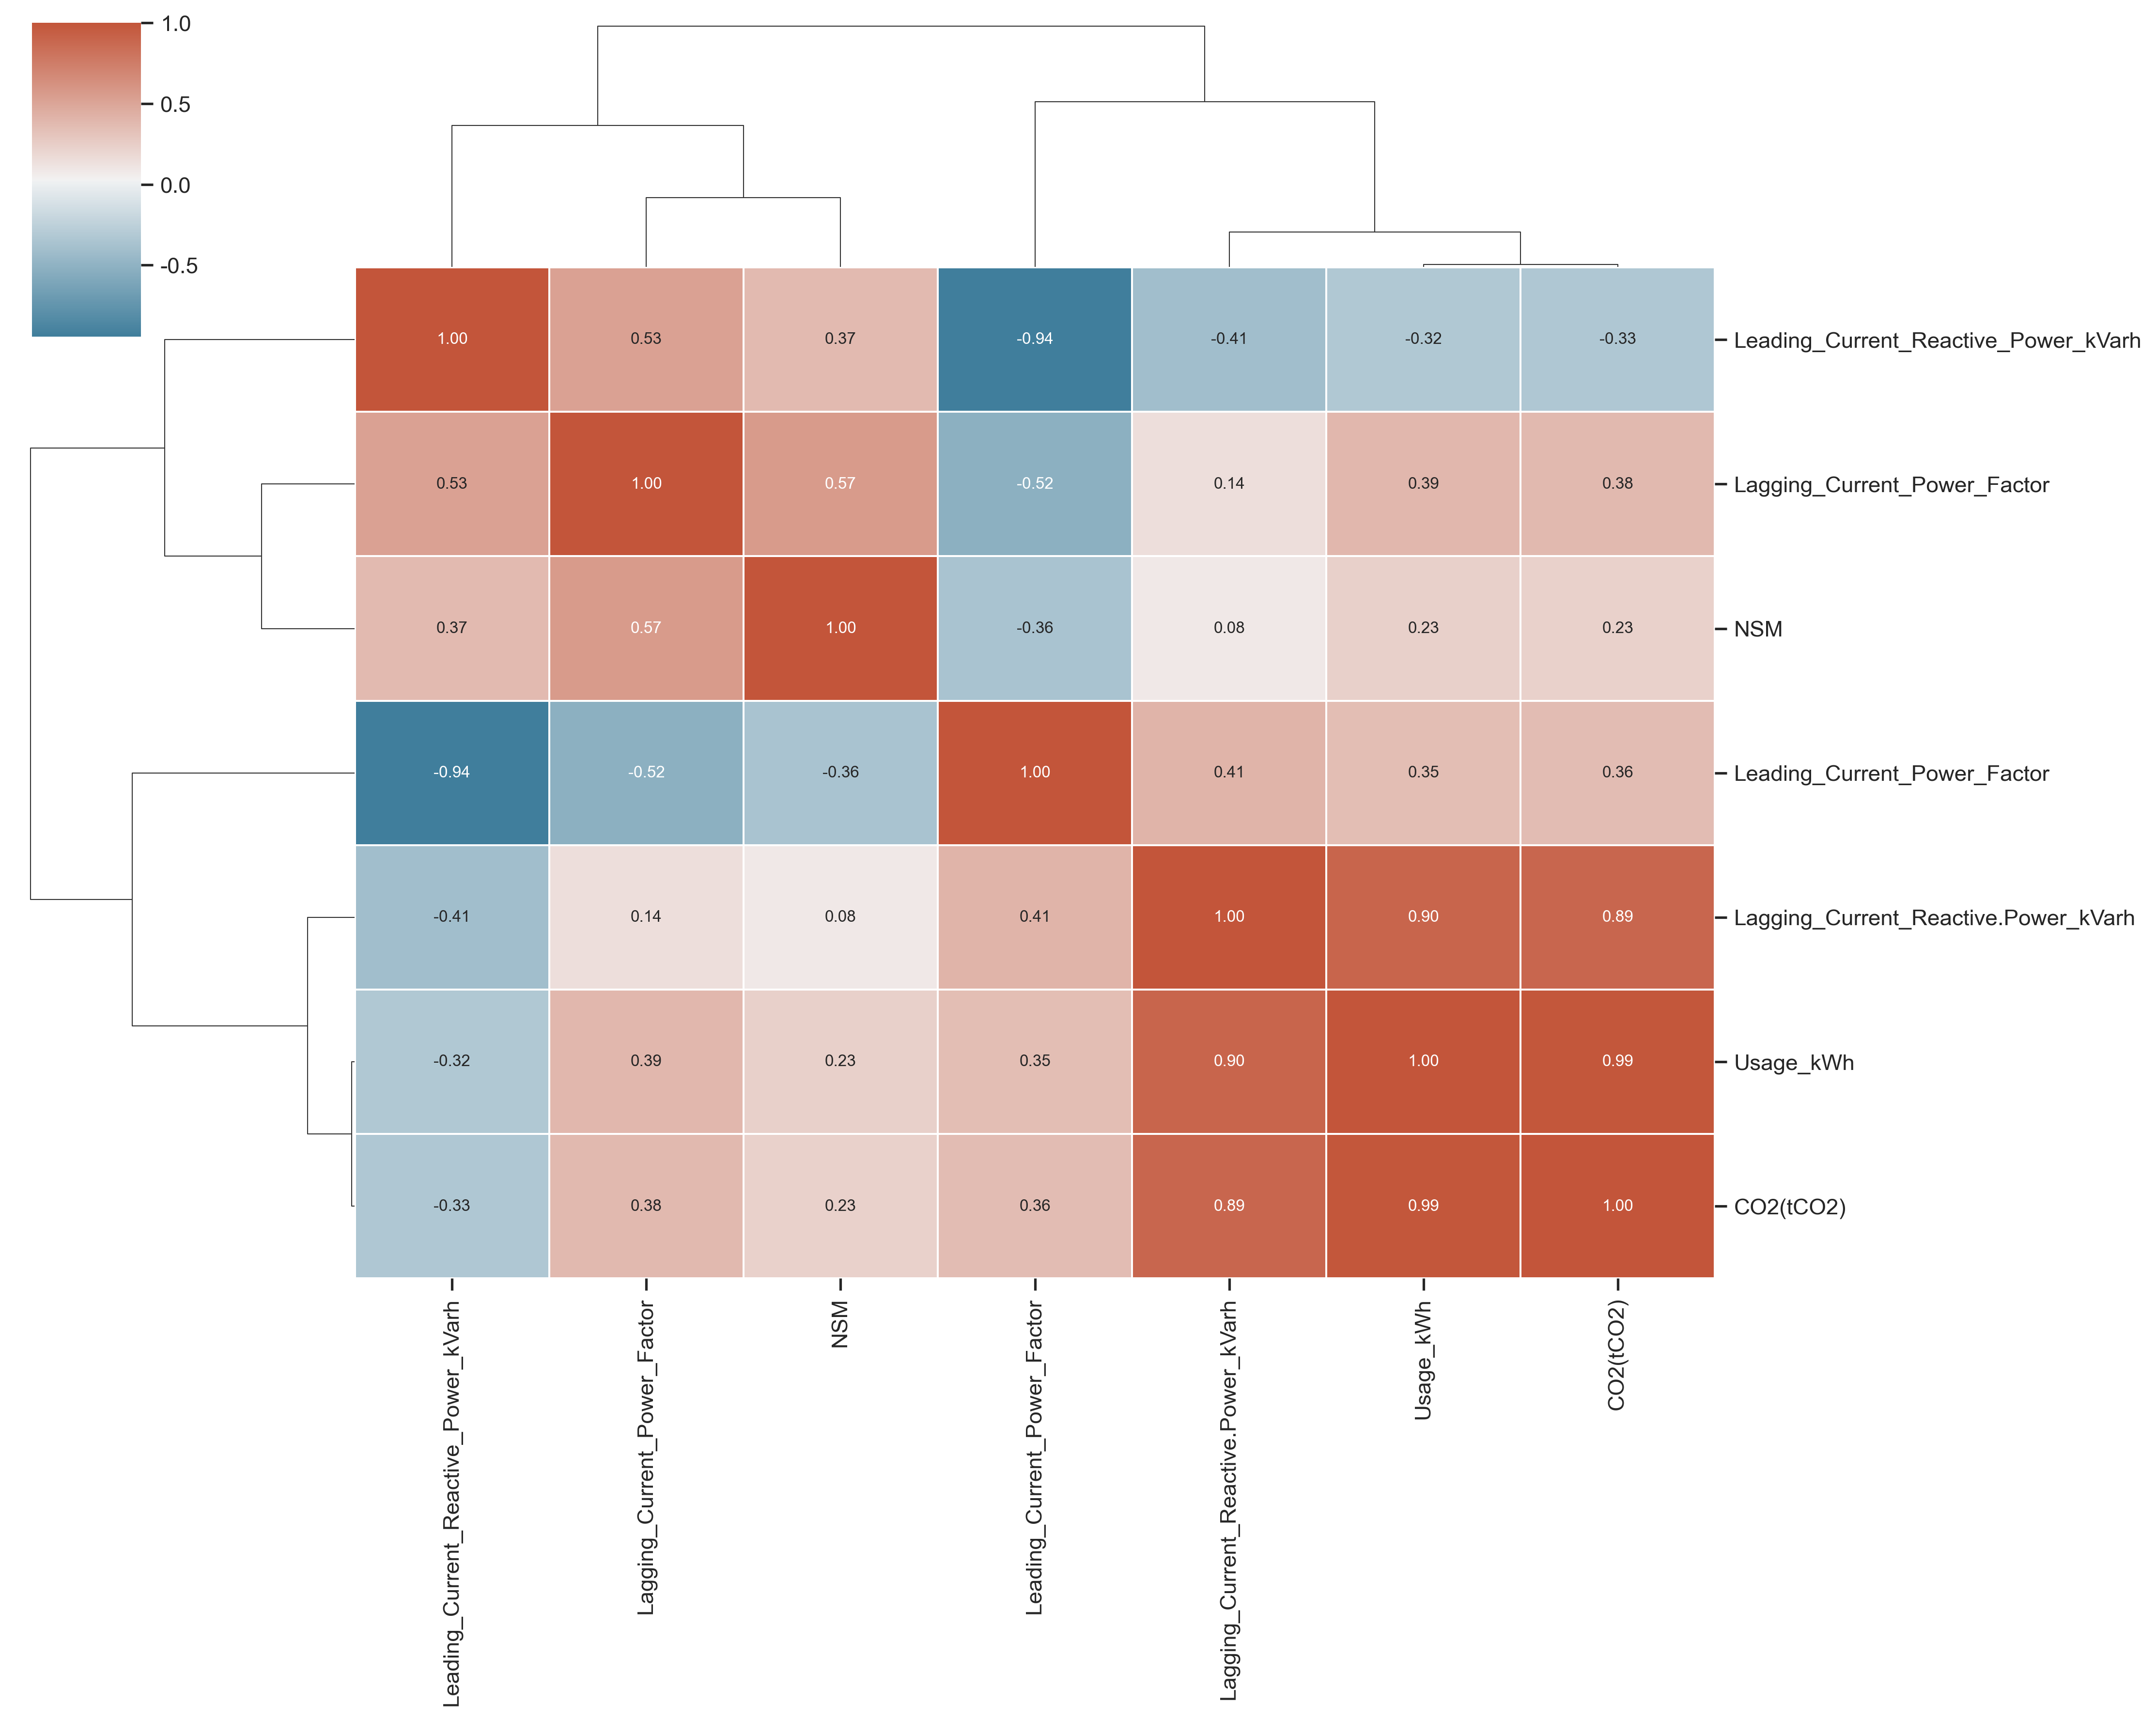 1.0
0.5
0.0
-0.5
1.00 0.53 0.37 -0.94 -0.41 -0.32 -0.33 Leading_Current_Reactive_Power_kVarh
0.53 1.00 0.57 -0.52 0.14 0.39 0.38 Lagging_Current_Power_Factor
0.37 0.57 1.00 -0.36 0.08 0.23 0.23 NSM
-0.94 -0.52 -0.36 1.00 0.41 0.35 0.36 Leading_Current_Power_Factor
-0.41 0.14 0.08 0.41 1.00 0.90 0.89 Lagging_Current_Reactive.Power_kVarh
-0.32 0.39 0.23 0.35 0.90 1.00 0.99 Usage_kWh
-0.33 0.38 0.23 0.36 0.89 0.99 1.00 CO2(tCO2)
Leading_Current_Reactive_Power_kVarh
Lagging_Current_Power_Factor
NSM
Leading_Current_Power_Factor
Lagging_Current_Reactive.Power_kVarh
Usage_kWh
CO2(tCO2)